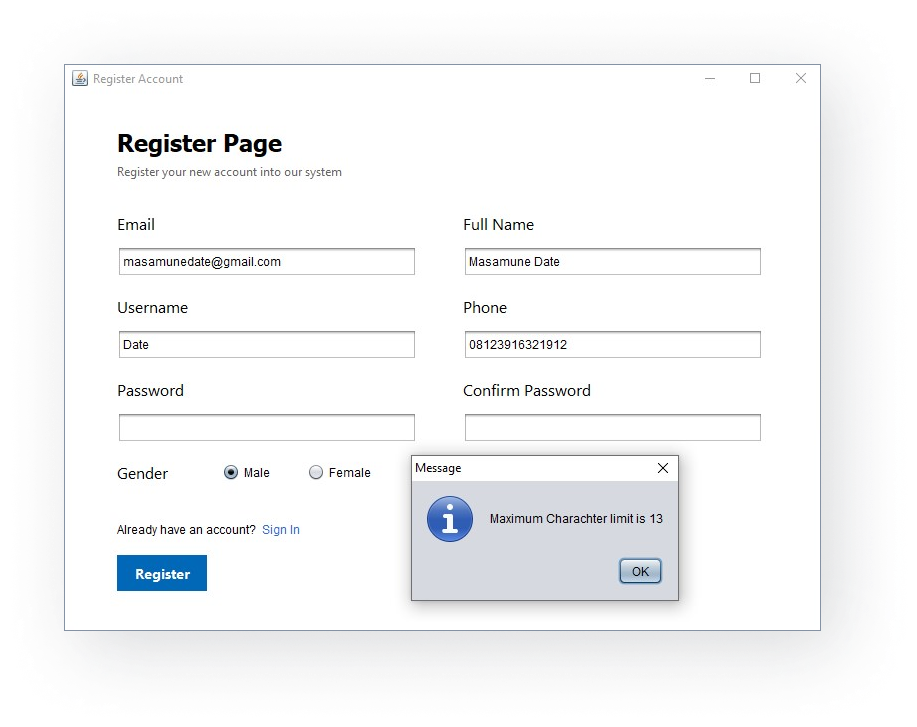 Register Account
Register Page
Register your new account into our system
Email
Full Name
masamunedate@gmail.com
Masamune Date
Username
Phone
Date
08123916321912
Password
Confirm Password
Gender
Male
Female
Message
Maximum Charachter limit is 13
OK
Already have an account? Sign In
Register